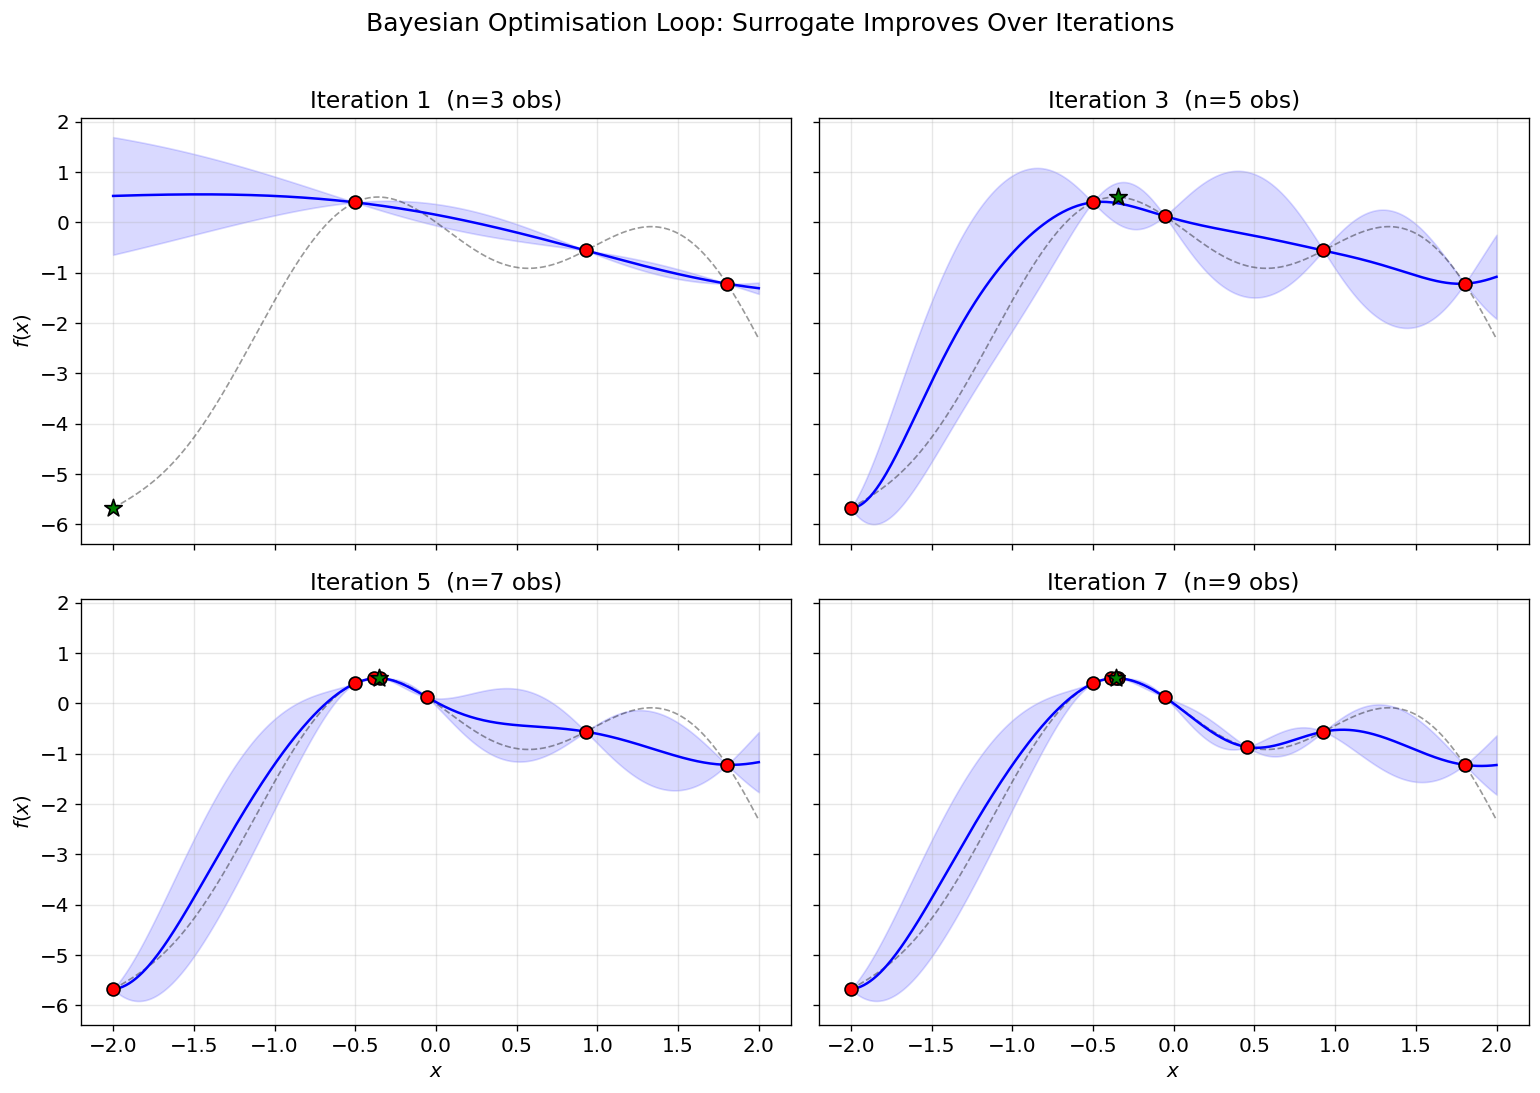 Bayesian Optimisation Loop: Surrogate Improves Over Iterations
Iteration 1  (n=3 obs)
2
1
0
−1
−2
−3
−4
−5
−6
f(x)
Iteration 3  (n=5 obs)
Iteration 5  (n=7 obs)
2
1
0
−1
−2
−3
−4
−5
−6
f(x)
−2.0 −1.5 −1.0 −0.5 0.0 0.5 1.0 1.5 2.0
x
Iteration 7  (n=9 obs)
−2.0 −1.5 −1.0 −0.5 0.0 0.5 1.0 1.5 2.0
x